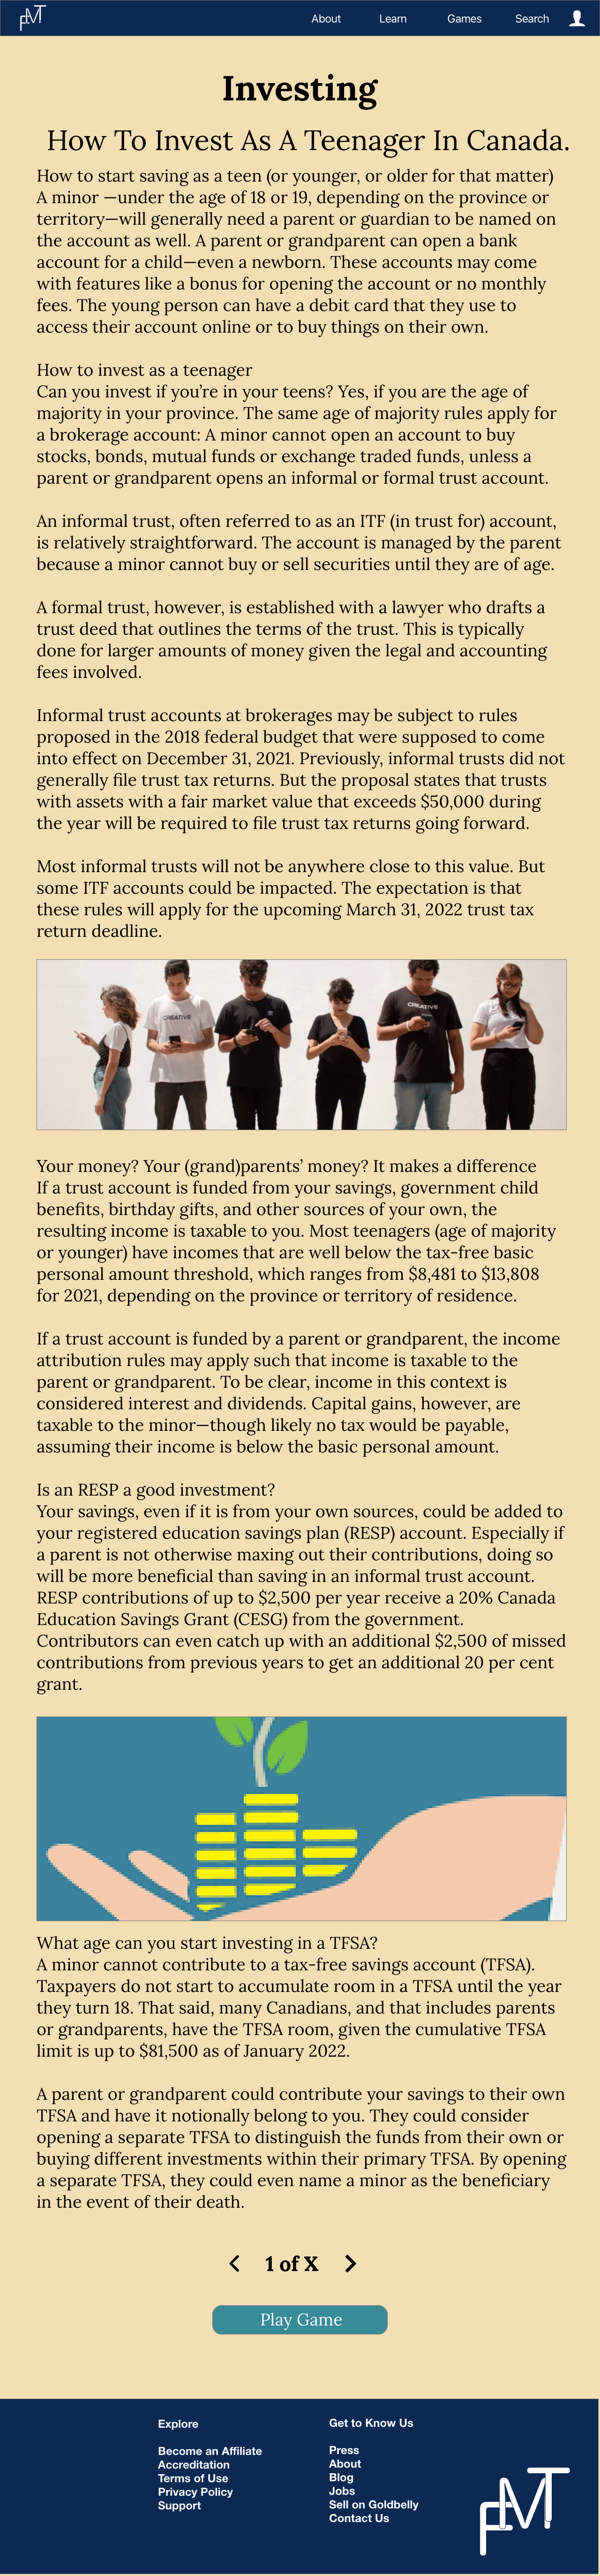 FMT
About Learn Games Search
Investing
How To Invest As A Teenager In Canada.
How to start saving as a teen (or younger, or older for that matter)
A minor —under the age of 18 or 19, depending on the province or
territory—will generally need a parent or guardian to be named on
the account as well. A parent or grandparent can open a bank
account for a child—even a newborn. These accounts may come
with features like a bonus for opening the account or no monthly
fees. The young person can have a debit card that they use to
access their account online or to buy things on their own.
How to invest as a teenager
Can you invest if you’re in your teens? Yes, if you are the age of
majority in your province. The same age of majority rules apply for
a brokerage account: A minor cannot open an account to buy
stocks, bonds, mutual funds or exchange traded funds, unless a
parent or grandparent opens an informal or formal trust account.
An informal trust, often referred to as an ITF (in trust for) account,
is relatively straightforward. The account is managed by the parent
because a minor cannot buy or sell securities until they are of age.
A formal trust, however, is established with a lawyer who drafts a
trust deed that outlines the terms of the trust. This is typically
done for larger amounts of money given the legal and accounting
fees involved.
Informal trust accounts at brokerages may be subject to rules
proposed in the 2018 federal budget that were supposed to come
into effect on December 31, 2021. Previously, informal trusts did not
generally file trust tax returns. But the proposal states that trusts
with assets with a fair market value that exceeds $50,000 during
the year will be required to file trust tax returns going forward.
Most informal trusts will not be anywhere close to this value. But
some ITF accounts could be impacted. The expectation is that
these rules will apply for the upcoming March 31, 2022 trust tax
return deadline.
CREATIVE
CREATIVE
Your money? Your (grand)parents’ money? It makes a difference
If a trust account is funded from your savings, government child
benefits, birthday gifts, and other sources of your own, the
resulting income is taxable to you. Most teenagers (age of majority
or younger) have incomes that are well below the tax-free basic
personal amount threshold, which ranges from $8,481 to $13,808
for 2021, depending on the province or territory of residence.
If a trust account is funded by a parent or grandparent, the income
attribution rules may apply such that income is taxable to the
parent or grandparent. To be clear, income in this context is
considered interest and dividends. Capital gains, however, are
taxable to the minor—though likely no tax would be payable,
assuming their income is below the basic personal amount.
Is an RESP a good investment?
Your savings, even if it is from your own sources, could be added to
your registered education savings plan (RESP) account. Especially if
a parent is not otherwise maxing out their contributions, doing so
will be more beneficial than saving in an informal trust account.
RESP contributions of up to $2,500 per year receive a 20% Canada
Education Savings Grant (CESG) from the government.
Contributors can even catch up with an additional $2,500 of missed
contributions from previous years to get an additional 20 per cent
grant.
What age can you start investing in a TFSA?
A minor cannot contribute to a tax-free savings account (TFSA).
Taxpayers do not start to accumulate room in a TFSA until the year
they turn 18. That said, many Canadians, and that includes parents
or grandparents, have the TFSA room, given the cumulative TFSA
limit is up to $81,500 as of January 2022.
A parent or grandparent could contribute your savings to their own
TFSA and have it notionally belong to you. They could consider
opening a separate TFSA to distinguish the funds from their own or
buying different investments within their primary TFSA. By opening
a separate TFSA, they could even name a minor as the beneficiary
in the event of their death.
1 of X
Play Game
Explore
Become an Affiliate
Accreditation
Terms of Use
Privacy Policy
Support
Get to Know Us
Press
About
Blog
Jobs
Sell on Goldbelly
Contact Us
FMT